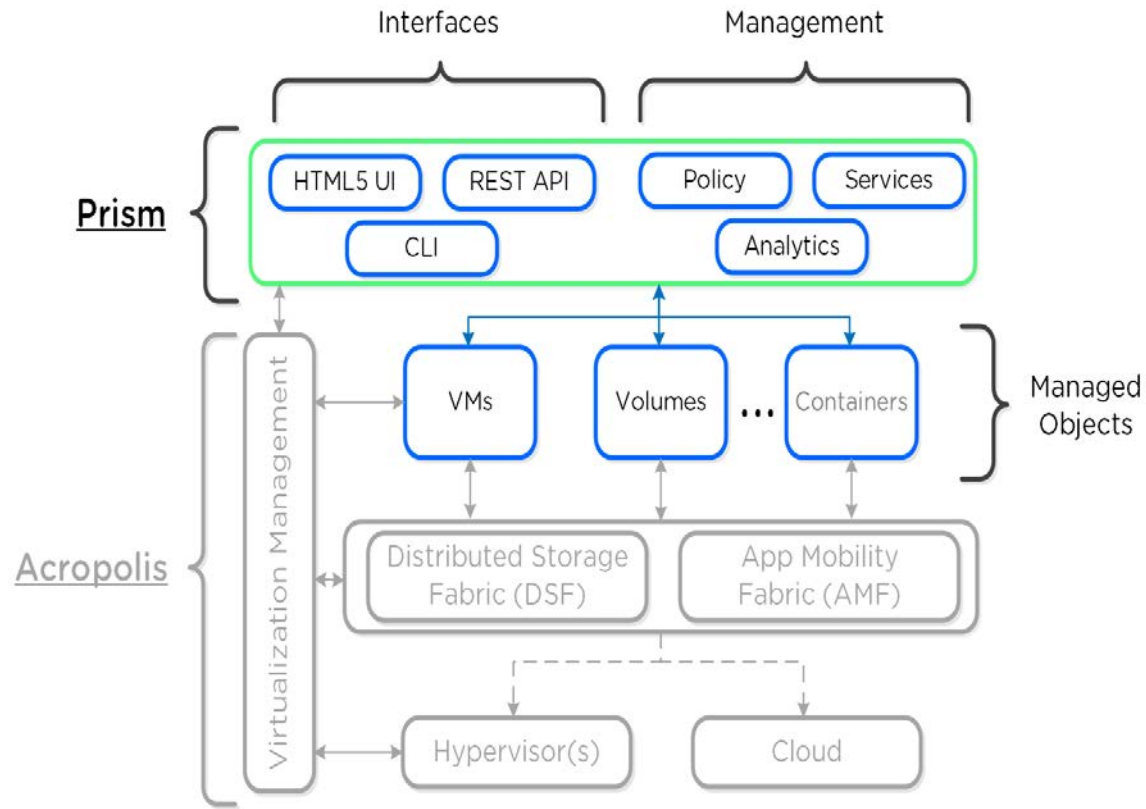 Interfaces
Management
Prism
HTML5 UI
REST API
Policy
Services
CLI
Analytics
Acropolis
Virtualization Management
VMs
Volumes
...
Containers
Managed
Objects
Distributed Storage
Fabric (DSF)
App Mobility
Fabric (AMF)
Hypervisor(s)
Cloud